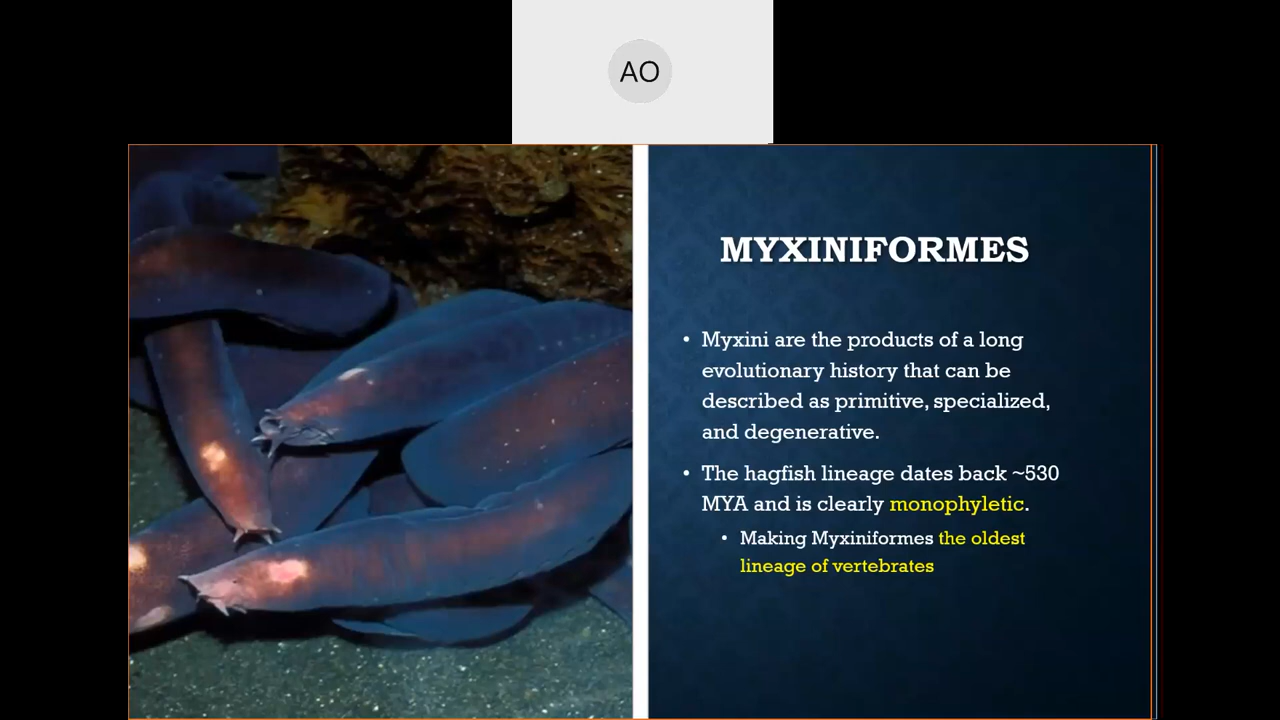 AO
MYXINIFORMES
• Myxini are the products of a long
evolutionary history that can be
described as primitive, specialized,
and degenerative.
• The hagfish lineage dates back ~530
MYA and is clearly monophyletic.
• Making Myxiniformes the oldest
lineage of vertebrates